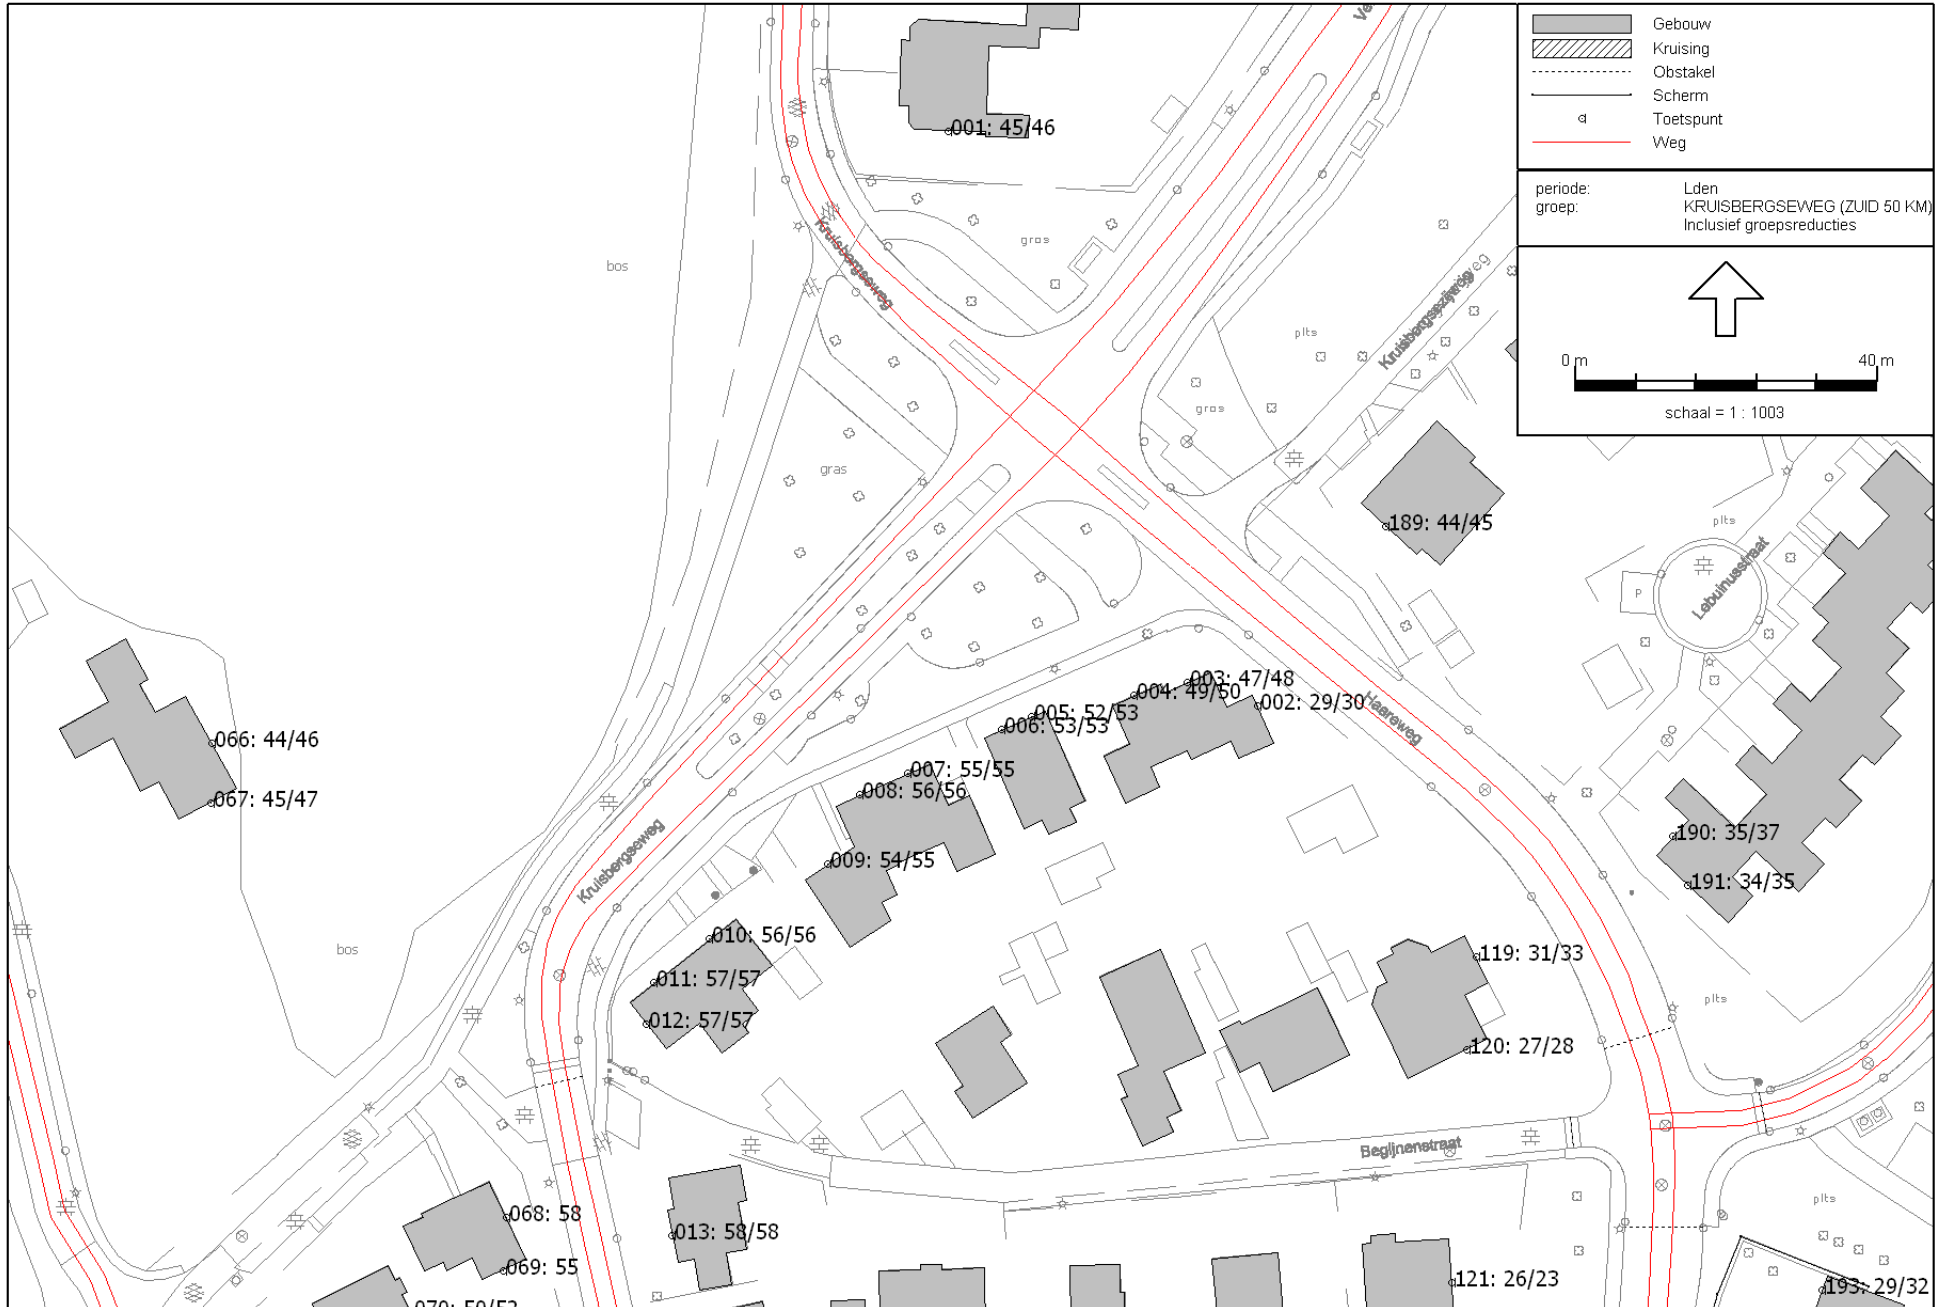 Gebouw
Kruising
Obstakel
Scherm
Toetspunt
Weg
periode: Lden
groep: KRUISBERGSEWEG (ZUID 50 KM)
Inclusief groepsreducties
0 m 40 m
schaal = 1 : 1003
001: 45/46
Kruisbergseweg
gras
bos
plts
gras
gras
189: 44/45
plts
Lebuinusstraat
P
003: 47/48
004: 49/50
002: 29/30
005: 52/53
006: 53/53
Haareweg
066: 44/46
007: 55/55
008: 56/56
067: 45/47
Kruisbergseweg
009: 54/55
190: 35/37
191: 34/35
010: 56/56
bos
119: 31/33
011: 57/57
plts
012: 57/57
120: 27/28
Begijnenstraat
plts
068: 58
013: 58/58
069: 55
121: 26/23
193: 29/32